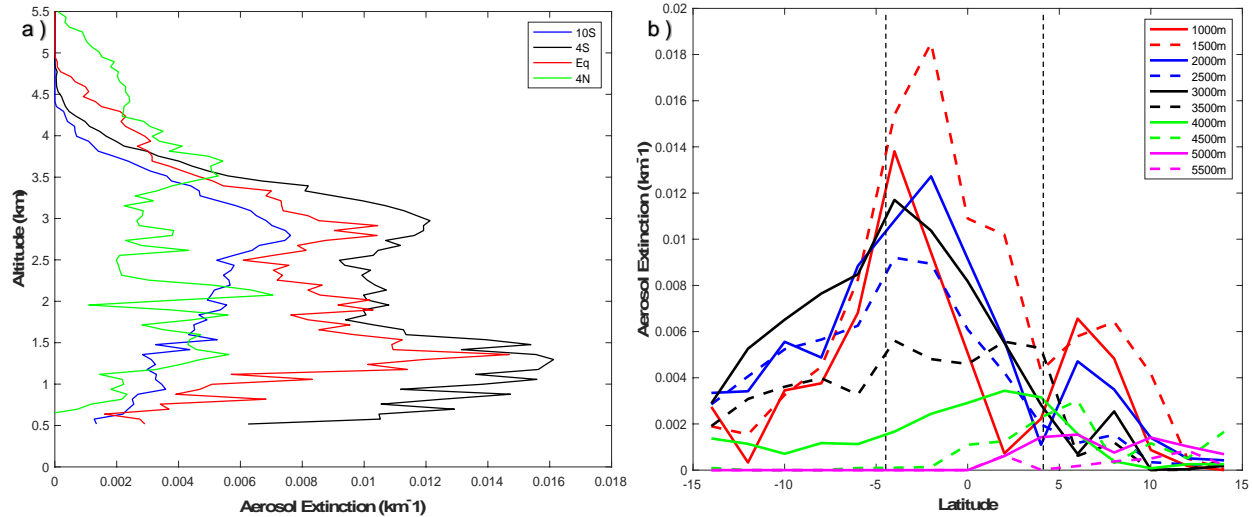 a )
5.5
5
4.5
4
3.5
3
2.5
2
1.5
1
0.5
0
Altitude (km)
0 0.002 0.004 0.006 0.008 0.01 0.012 0.014 0.016 0.018
Aerosol Extinction (km⁻1)
10S
4S
Eq
4N
b )
0.02
0.018
0.016
0.014
0.012
0.01
0.008
0.006
0.004
0.002
0
Aerosol Extinction (km⁻1)
-15 -10 -5 0 5 10 15
Latitude
1000m
1500m
2000m
2500m
3000m
3500m
4000m
4500m
5000m
5500m